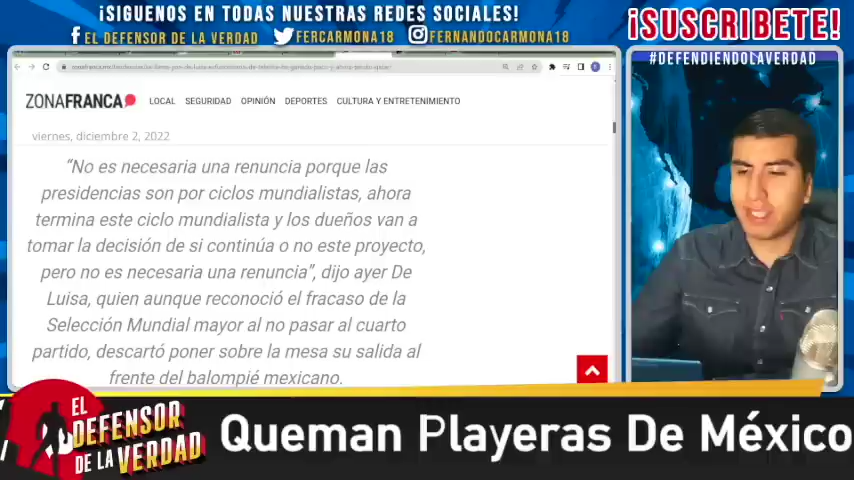 ¡SIGUENOS EN TODAS NUESTRAS REDES SOCIALES!
EL DEFENSOR DE LA VERDAD FERCARMONA18 FERNANDOCARMONA18
¡SUSCRIBETE!
#DEFENDIENDOLAVERDAD
ZONAFRANCA LOCAL SEGURIDAD OPINIÓN DEPORTES CULTURA Y ENTRETENIMIENTO
viernes, diciembre 2, 2022
“No es necesaria una renuncia porque las
presidencias son por ciclos mundialistas, ahora
termina este ciclo mundialista y los dueños van a
tomar la decisión de si continúa o no este proyecto,
pero no es necesaria una renuncia”, dijo ayer De
Luisa, quien aunque reconoció el fracaso de la
Selección Mundial mayor al no pasar al cuarto
partido, descartó poner sobre la mesa su salida al
frente del balompié mexicano.
EL
DEFENSOR
DE LA VERDAD
Queman Playeras De México